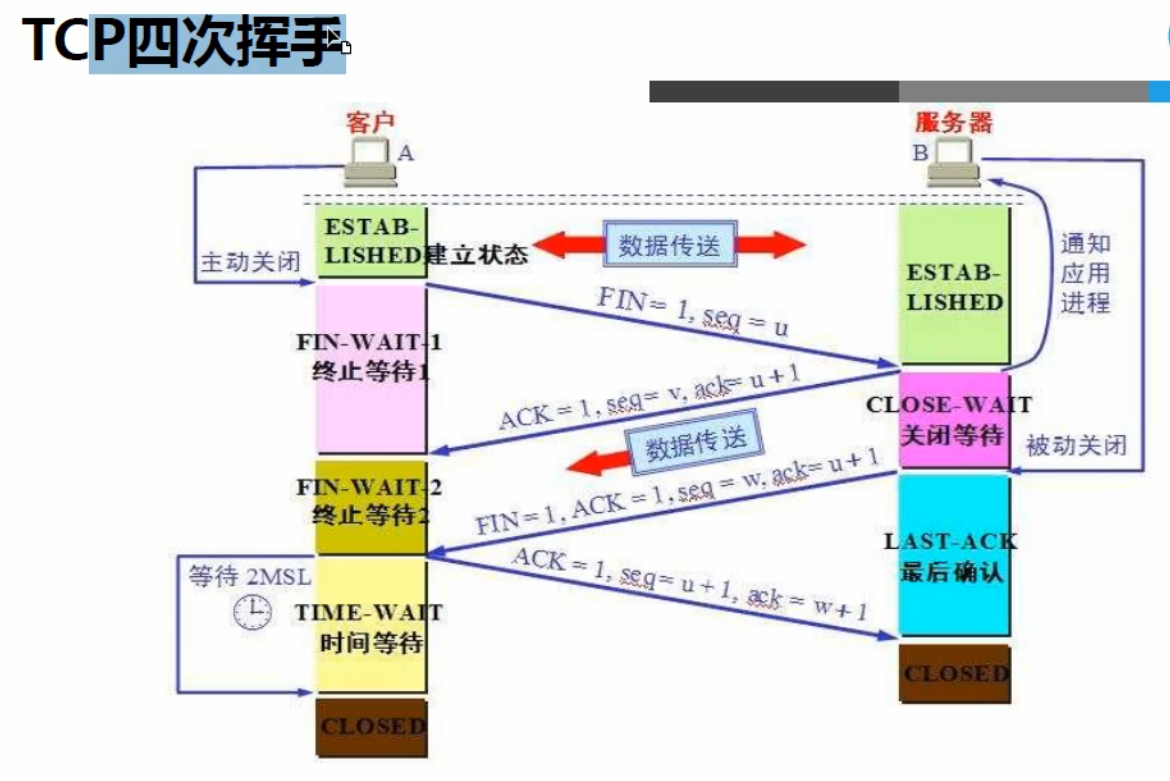 TCP四次挥手
客户
服务器
A
B
ESTAB-
LISHED建立状态
数据传送
通知
应用
进程
主动关闭
ESTAB-
LISHED
FIN= 1, seq = u
FIN-WAIT-1
终止等待1
ACK = 1, seq= v, ack= u+1
CLOSE-WAIT
关闭等待
数据传送
被动关闭
FIN-WAIT-2
终止等待2
FIN=1, ACK = 1, seq = w, ack= u+1
LAST-ACK
最后确认
ACK = 1, seq= u+1, ack = w+1
等待 2MSL
TIME-WAIT
时间等待
CLOSED
CLOSED